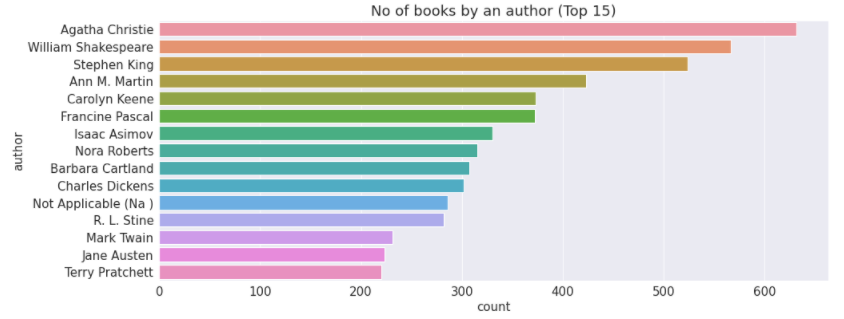 No of books by an author (Top 15)
author
Agatha Christie
William Shakespeare
Stephen King
Ann M. Martin
Carolyn Keene
Francine Pascal
Isaac Asimov
Nora Roberts
Barbara Cartland
Charles Dickens
Not Applicable (Na )
R. L. Stine
Mark Twain
Jane Austen
Terry Pratchett
0 100 200 300 400 500 600
count